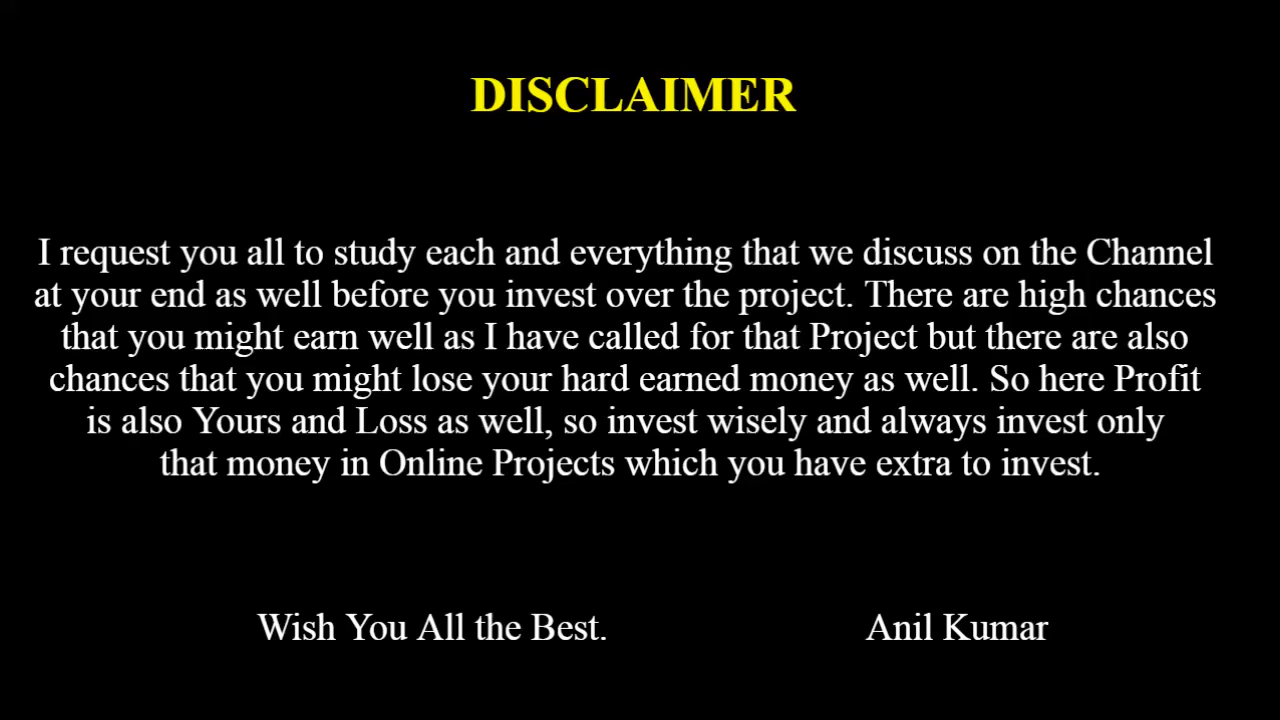 DISCLAIMER
I request you all to study each and everything that we discuss on the Channel
at your end as well before you invest over the project. There are high chances
that you might earn well as I have called for that Project but there are also
chances that you might lose your hard earned money as well. So here Profit
is also Yours and Loss as well, so invest wisely and always invest only
that money in Online Projects which you have extra to invest.
Wish You All the Best.
Anil Kumar